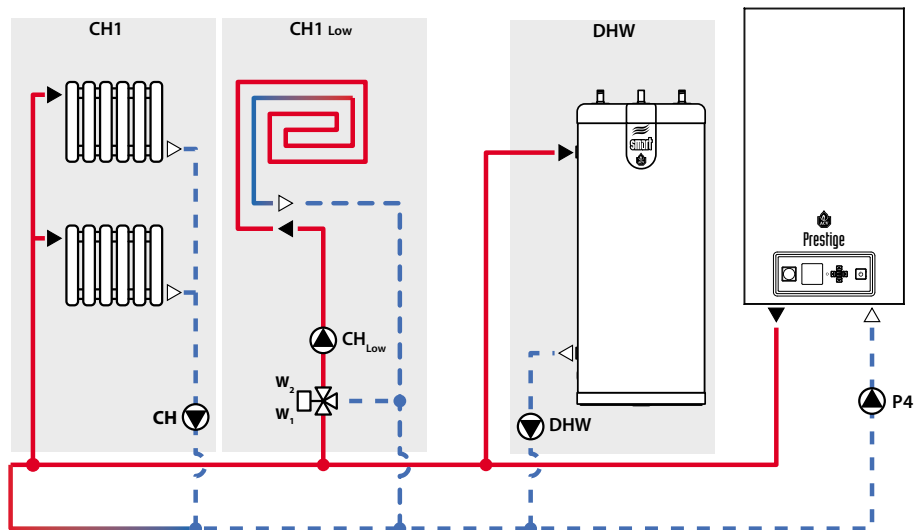 CH1
CH1 Low
DHW
smart
Prestige
CH Low
W2
W1
CH
DHW
P4